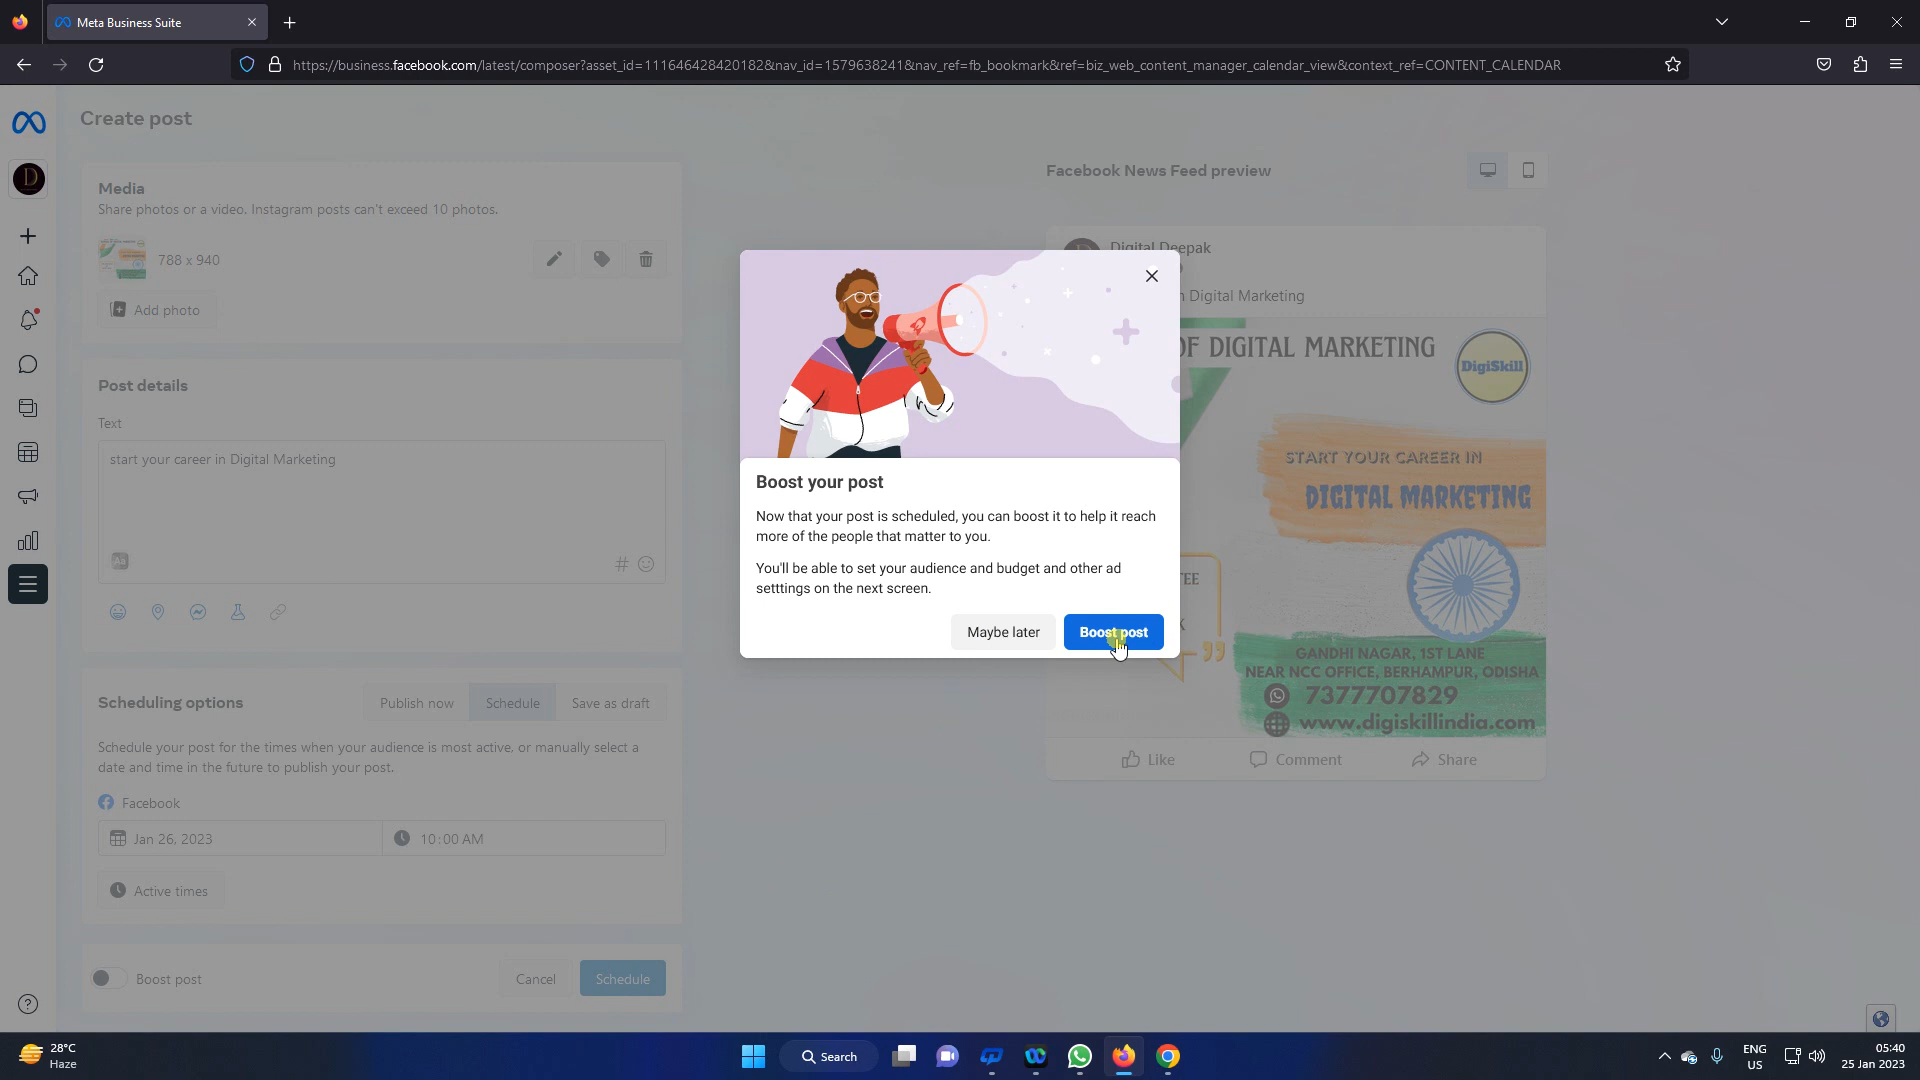 Meta Business Suite
https://business.facebook.com/latest/composer?asset_id=111646428420182&nav_id=1579638241&nav_ref=fb_bookmark&ref=biz_web_content_manager_calendar_view&context_ref=CONTENT_CALENDAR
Create post
D
Media
Share photos or a video. Instagram posts can't exceed 10 photos.
788 x 940
Add photo
Post details
Text
start your career in Digital Marketing
Scheduling options
Publish now
Schedule
Save as draft
Schedule your post for the times when your audience is most active, or manually select a
date and time in the future to publish your post.
Facebook
Jan 26, 2023
10:00 AM
Active times
Boost post
Cancel
Schedule
Boost your post
Now that your post is scheduled, you can boost it to help it reach
more of the people that matter to you.
You'll be able to set your audience and budget and other ad
setttings on the next screen.
Maybe later
Boost post
Facebook News Feed preview
Digital Deepak
Digital Marketing
OF DIGITAL MARKETING
DigiSkill
START YOUR CAREER IN
DIGITAL MARKETING
GANDHI NAGAR, 1ST LANE
NEAR NCC OFFICE, BERHAMPUR, ODISHA
7377707829
www.digiskillindia.com
Like
Comment
Share
28°C
Haze
Search
ENG
US
05:40
25 Jan 2023